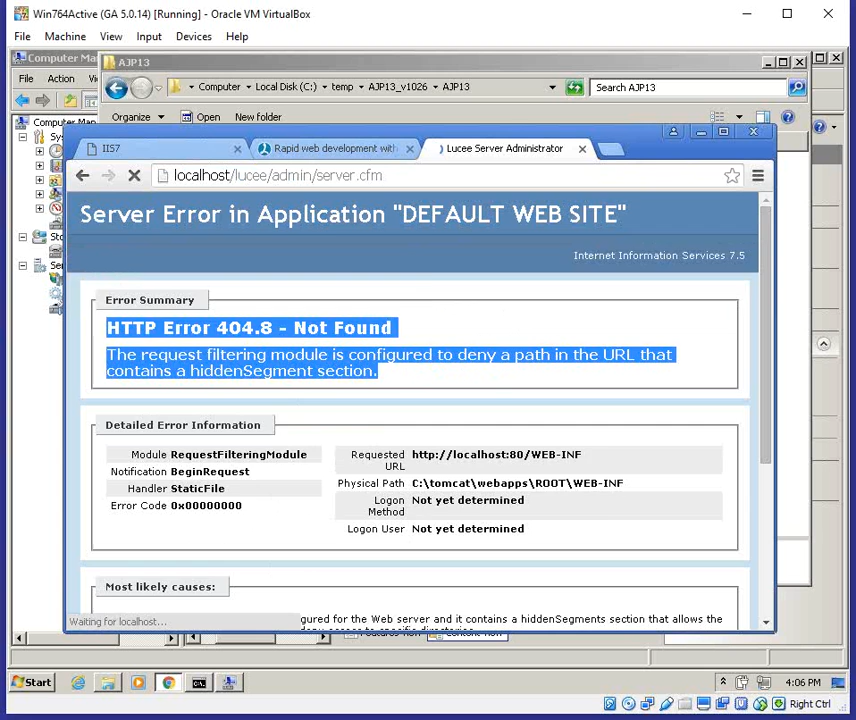 Win764Active (GA 5.0.14) [Running] - Oracle VM VirtualBox
File Machine View Input Devices Help
Computer Ma
AJP13
File Action
Computer Local Disk (C:) temp AJP13_v1026 AJP13
Search AJP13
Organize Open New folder
Computer Man
IIS7
Rapid web development with
Lucee Server Administrator
localhost/lucee/admin/server.cfm
Server Error in Application "DEFAULT WEB SITE"
Internet Information Services 7.5
Error Summary
HTTP Error 404.8 - Not Found
The request filtering module is configured to deny a path in the URL that
contains a hiddenSegment section.
Detailed Error Information
Module RequestFilteringModule
Notification BeginRequest
Handler StaticFile
Error Code 0x00000000
Requested URL http://localhost:80/WEB-INF
Physical Path C:\tomcat\webapps\ROOT\WEB-INF
Logon Method Not yet determined
Logon User Not yet determined
Most likely causes:
gured for the Web server and it contains a hiddenSegments section that allows the
Waiting for localhost...
Start
4:06 PM
Right Ctrl